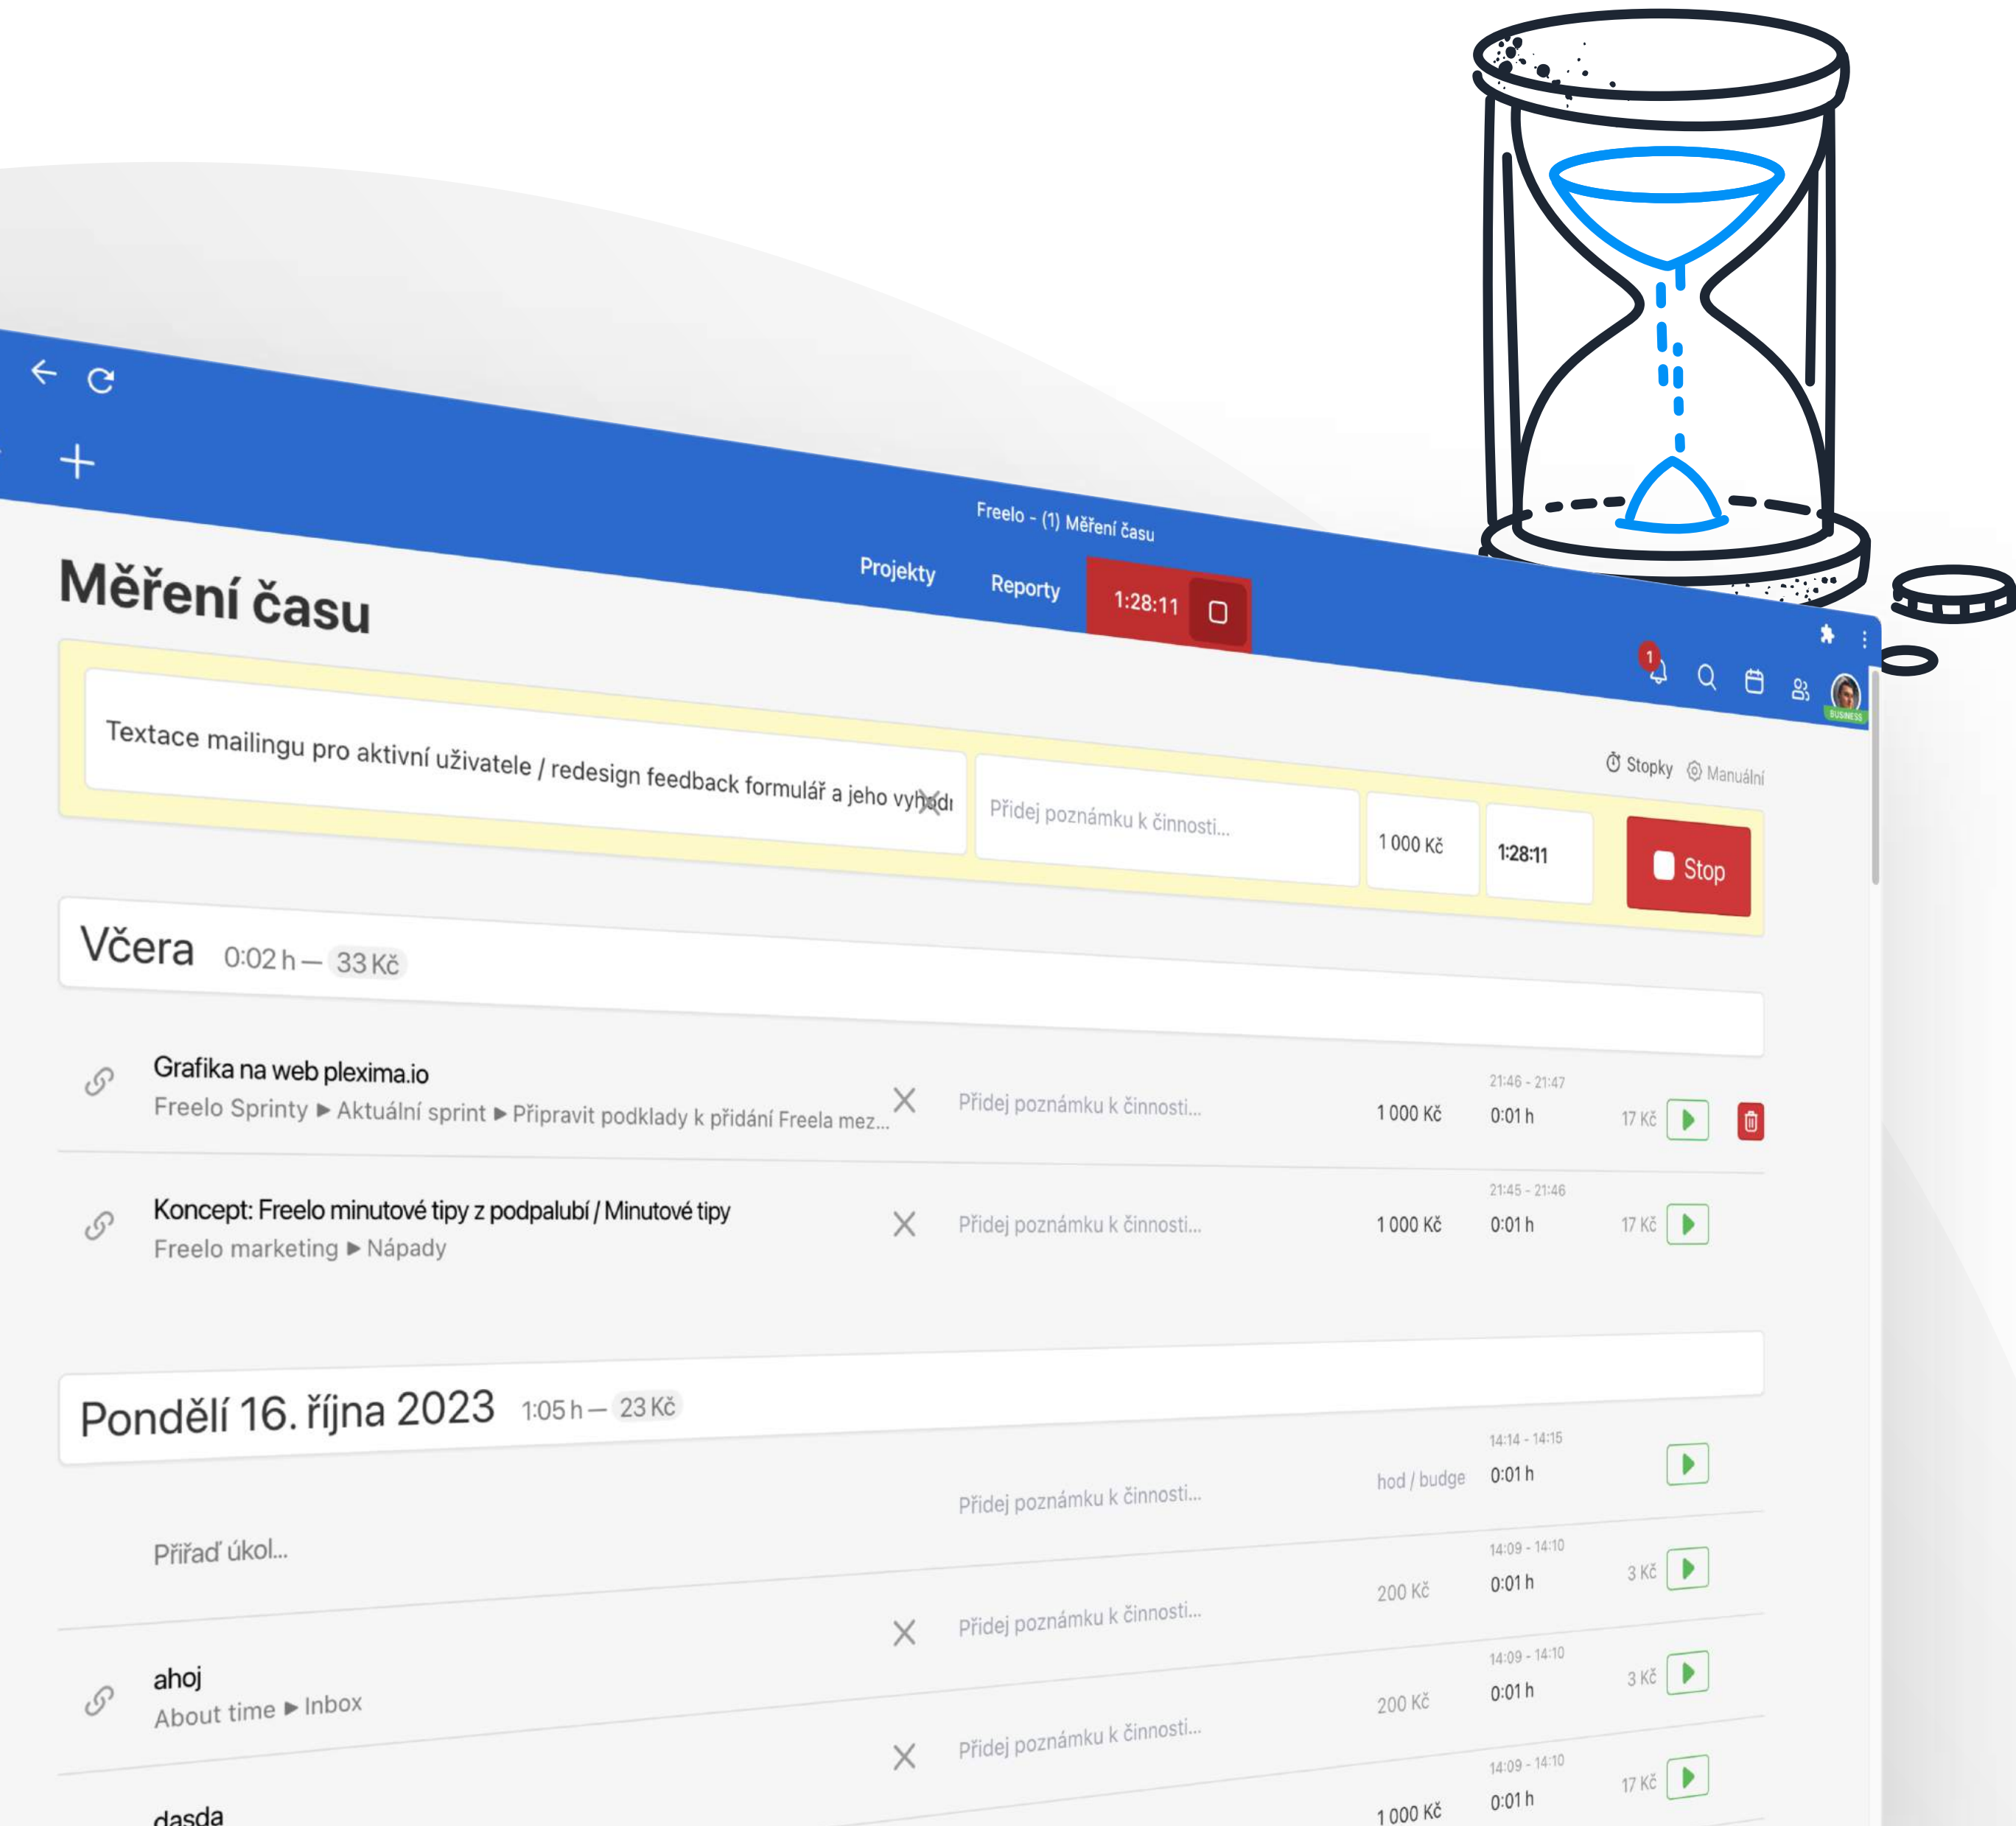 Freelo - (1) Měření času
Projekty
Reporty
1:28:11
1
BUSINESS
Měření času
Stopky
Manuální
Textace mailingu pro aktivní uživatele / redesign feedback formulář a jeho
Přidej poznámku k činnosti...
1 000 Kč
1:28:11
Stop
Včera 0:02 h — 33 Kč
Grafika na web plexima.io
Freelo Sprinty ▶ Aktuální sprint ▶ Připravit podklady k přidání Freela mez...
Přidej poznámku k činnosti...
1 000 Kč
21:46 - 21:47
0:01 h
17 Kč
Koncept: Freelo minutové tipy z podpalubí / Minutové tipy
Freelo marketing ▶ Nápady
Přidej poznámku k činnosti...
1 000 Kč
21:45 - 21:46
0:01 h
17 Kč
Pondělí 16. října 2023 1:05 h — 23 Kč
Přiřaď úkol...
Přidej poznámku k činnosti...
hod / budge
14:14 - 14:15
0:01 h
ahoj
About time ▶ Inbox
Přidej poznámku k činnosti...
200 Kč
14:09 - 14:10
0:01 h
3 Kč
dasda
Přidej poznámku k činnosti...
200 Kč
14:09 - 14:10
0:01 h
3 Kč
1 000 Kč
14:09 - 14:10
0:01 h
17 Kč